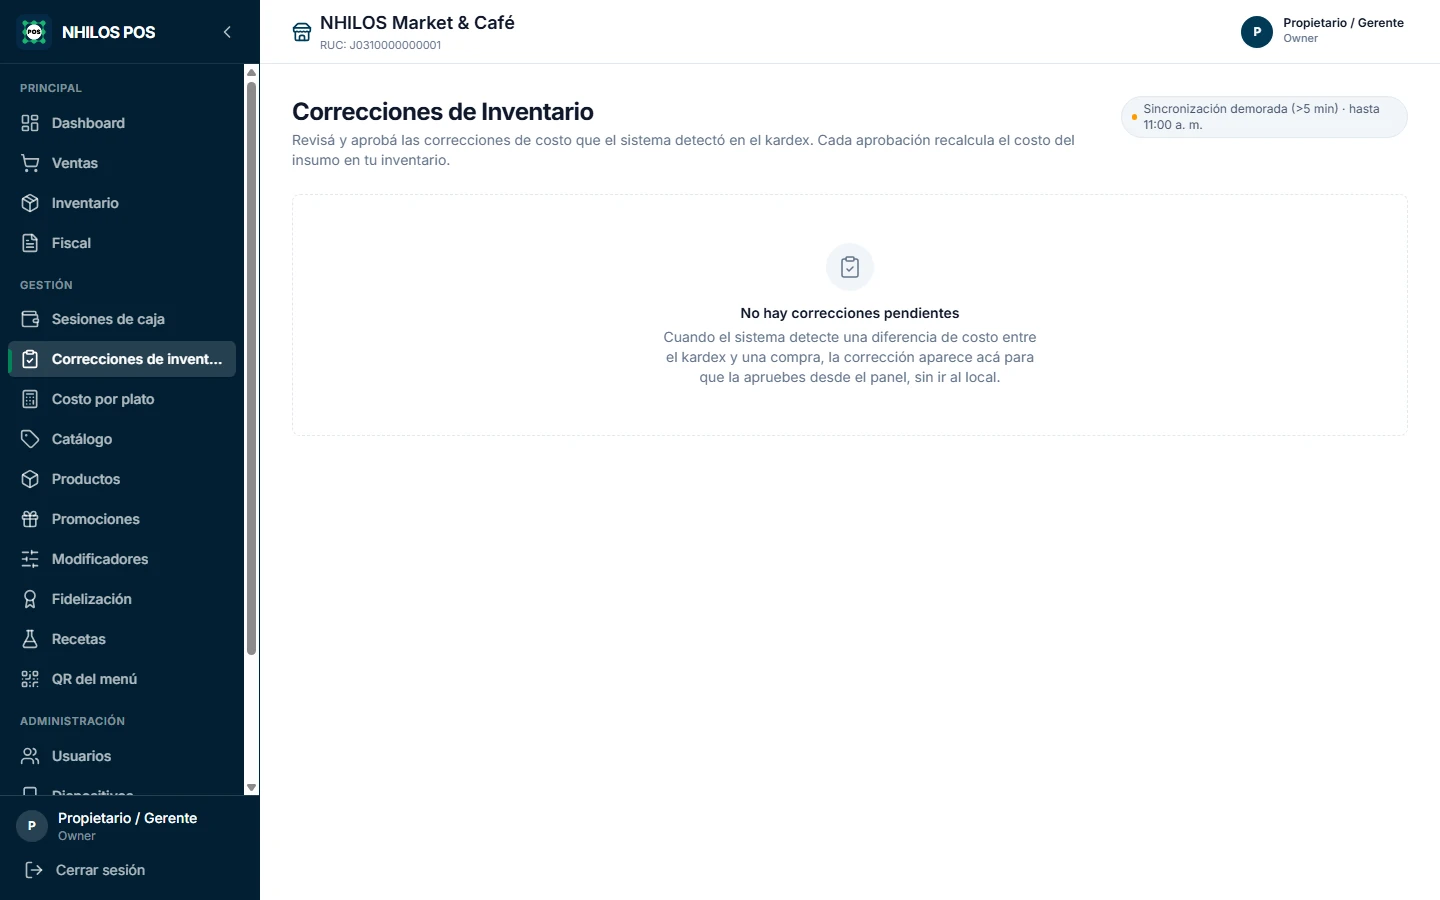 POS
NHILOS POS
NHILOS Market & Café
RUC: J0310000000001
P
Propietario / Gerente
Owner
PRINCIPAL
Dashboard
Ventas
Inventario
Fiscal
GESTIÓN
Sesiones de caja
Correcciones de invent...
Costo por plato
Catálogo
Productos
Promociones
Modificadores
Fidelización
Recetas
QR del menú
ADMINISTRACIÓN
Usuarios
Dispositivos
P
Propietario / Gerente
Owner
Cerrar sesión
Correcciones de Inventario
Revisá y aprobá las correcciones de costo que el sistema detectó en el kardex. Cada aprobación recalcula el costo del
insumo en tu inventario.
Sincronización demorada (>5 min) · hasta
11:00 a. m.
No hay correcciones pendientes
Cuando el sistema detecte una diferencia de costo entre
el kardex y una compra, la corrección aparece acá para
que la apruebes desde el panel, sin ir al local.